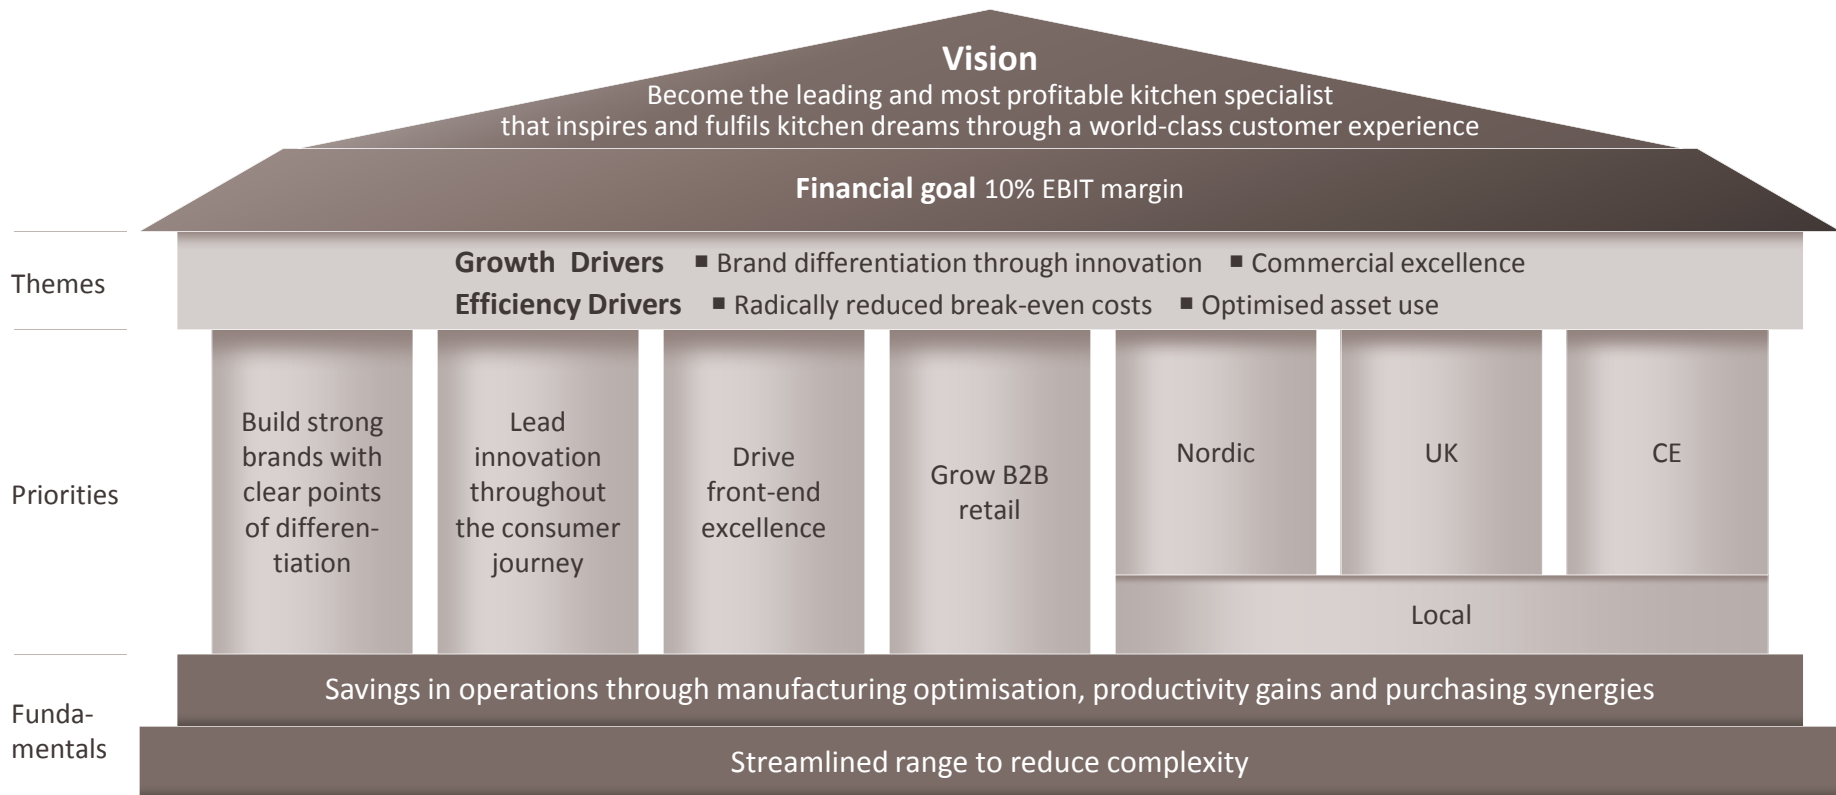 Vision
Become the leading and most profitable kitchen specialist
that inspires and fulfils kitchen dreams through a world-class customer experience
Financial goal 10% EBIT margin
Themes
Growth Drivers ▪ Brand differentiation through innovation ▪ Commercial excellence
Efficiency Drivers ▪ Radically reduced break-even costs ▪ Optimised asset use
Priorities
Build strong
brands with
clear points
of differen-
tiation
Lead
innovation
throughout
the consumer
journey
Drive
front-end
excellence
Grow B2B
retail
Nordic
UK
CE
Local
Funda-
mentals
Savings in operations through manufacturing optimisation, productivity gains and purchasing synergies
Streamlined range to reduce complexity